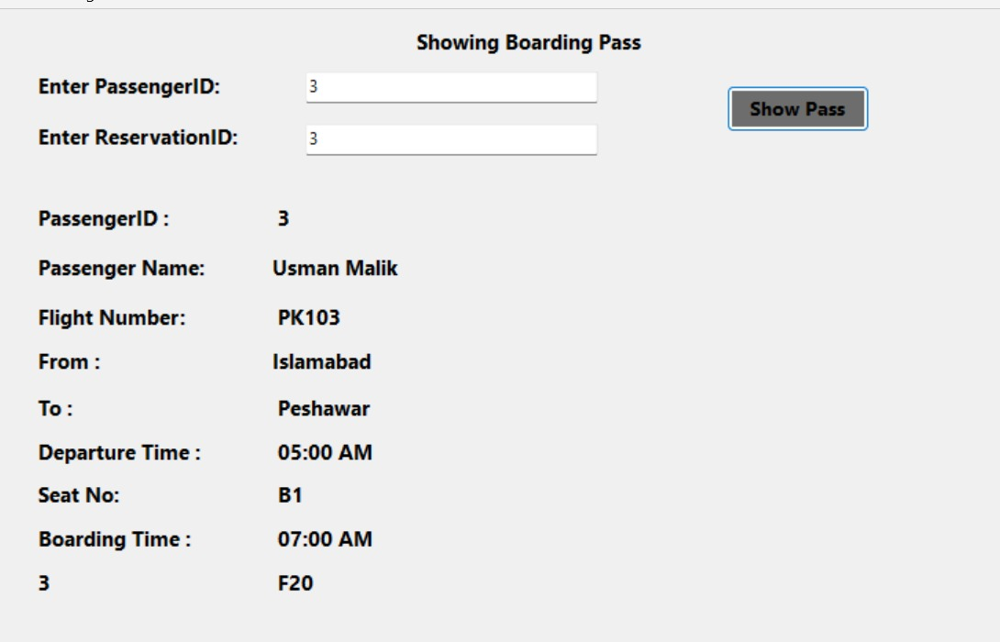 Showing Boarding Pass
Enter PassengerID: 3
Show Pass
Enter ReservationID: 3
PassengerID : 3
Passenger Name: Usman Malik
Flight Number: PK103
From : Islamabad
To : Peshawar
Departure Time : 05:00 AM
Seat No: B1
Boarding Time : 07:00 AM
3 F20